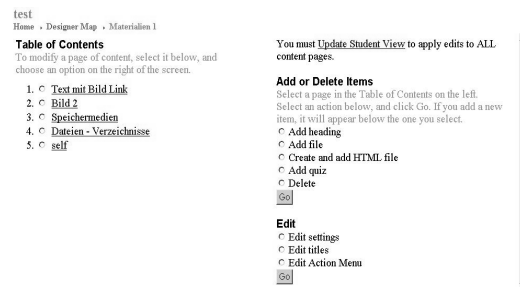 test
Home › Designer Map › Materialien 1
Table of Contents
To modify a page of content, select it below, and
choose an option on the right of the screen.
1. Text mit Bild Link
2. Bild 2
3. Speichermedien
4. Dateien - Verzeichnisse
5. self
You must Update Student View to apply edits to ALL
content pages.
Add or Delete Items
Select a page in the Table of Contents on the left.
Select an action below, and click Go. If you add a new
item, it will appear below the one you select.
Add heading
Add file
Create and add HTML file
Add quiz
Delete
Go
Edit
Edit settings
Edit titles
Edit Action Menu
Go